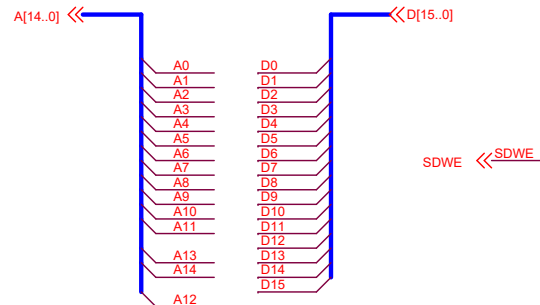 A[14..0]
D[15..0]
A0 D0
A1 D1
A2 D2
A3 D3
A4 D4
A5 D5
A6 D6
SDWE SDWE
A7 D7
A8 D8
A9 D9
A10 D10
A11 D11
D12
A13 D13
A14 D14
D15
A12